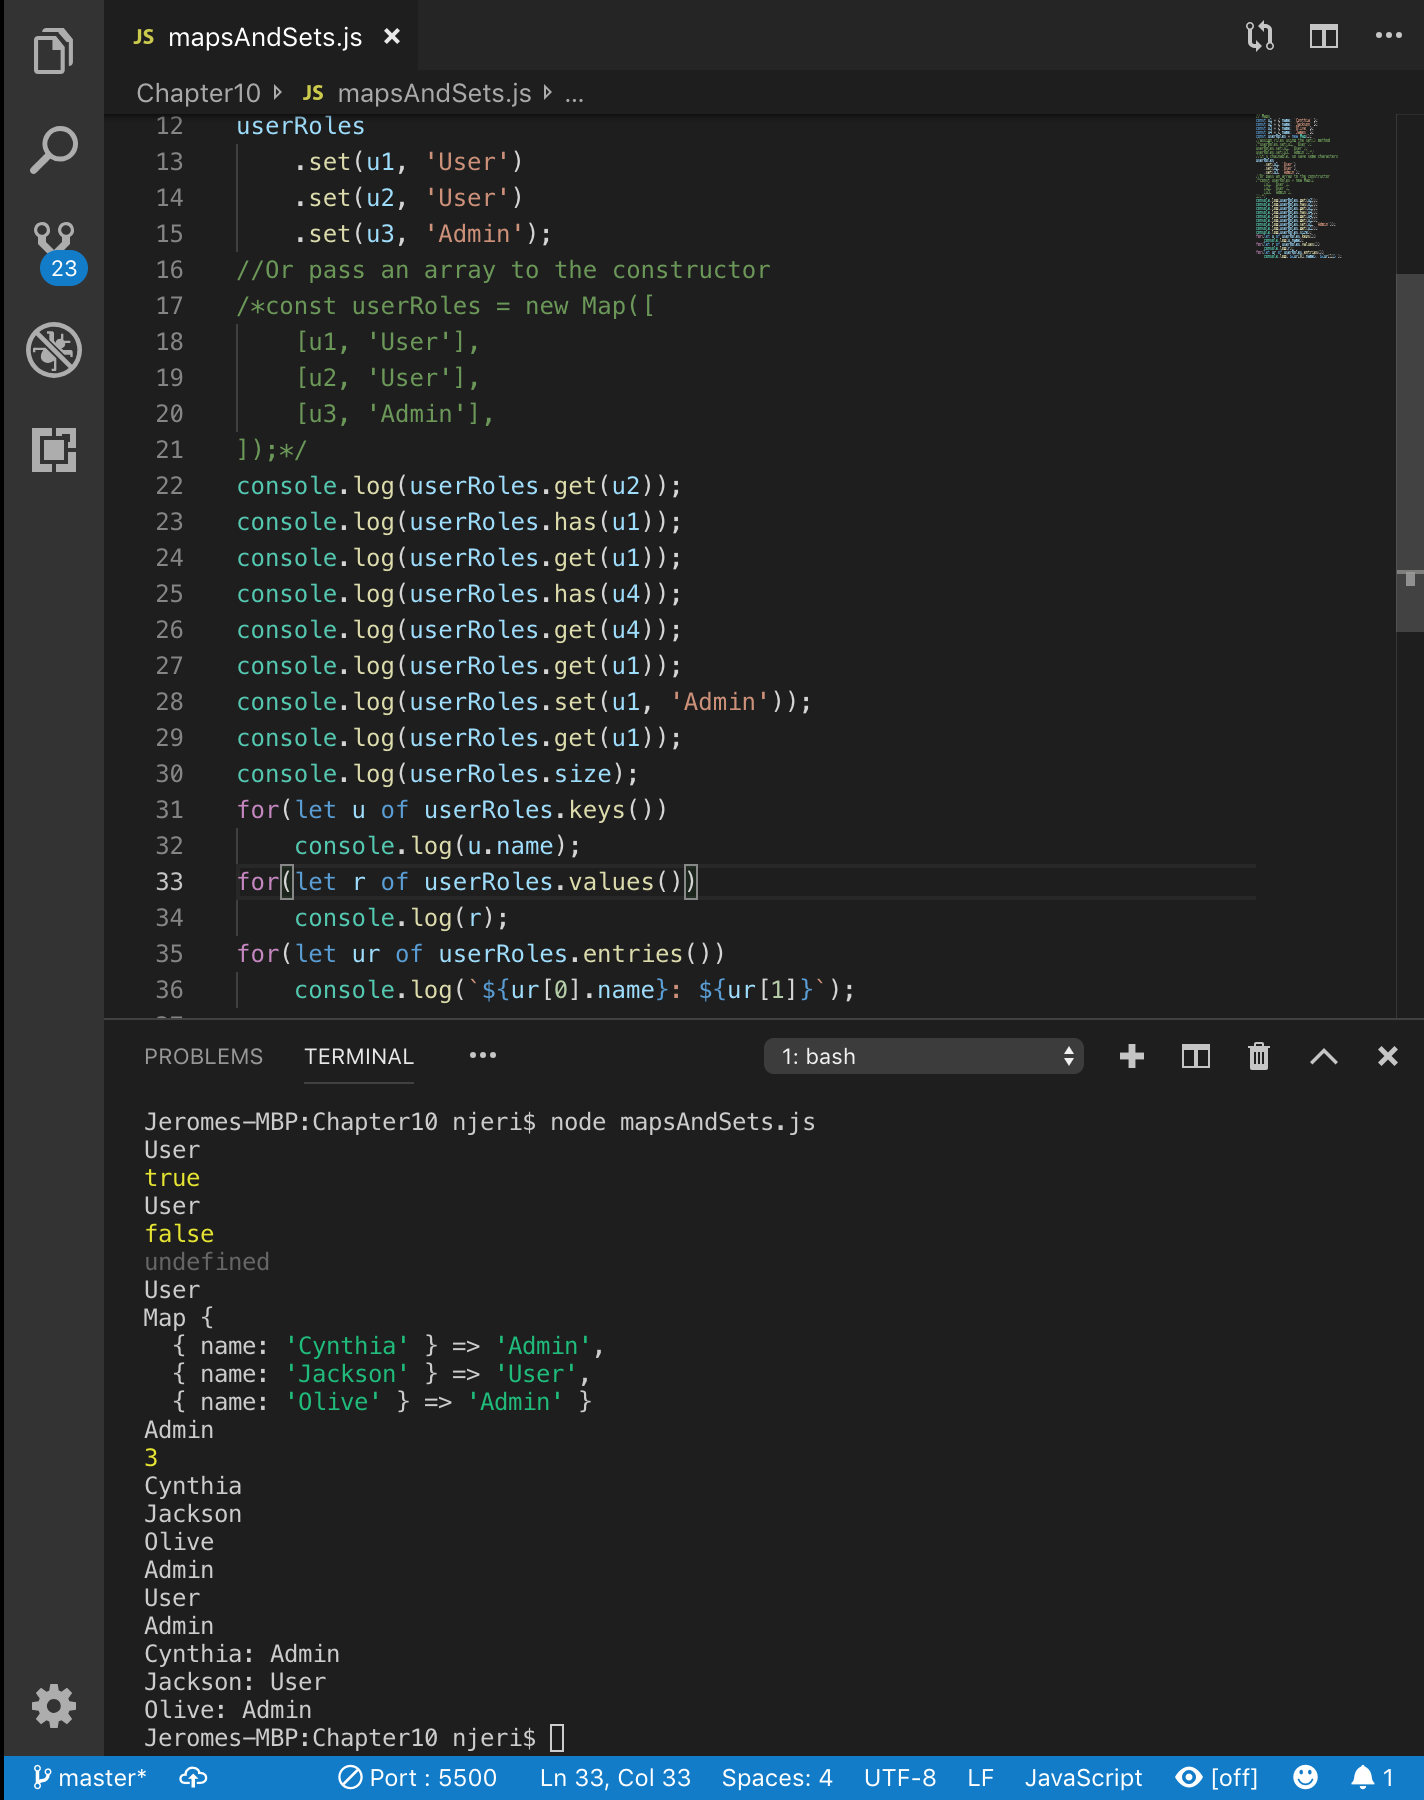 JS mapsAndSets.js ×
Chapter10 JS mapsAndSets.js ...
12 userRoles
13 .set(u1, 'User')
14 .set(u2, 'User')
15 .set(u3, 'Admin');
16 //Or pass an array to the constructor
17 /*const userRoles = new Map([
18 [u1, 'User'],
19 [u2, 'User'],
20 [u3, 'Admin'],
21 ]);*/
22 console.log(userRoles.get(u2));
23 console.log(userRoles.has(u1));
24 console.log(userRoles.get(u1));
25 console.log(userRoles.has(u4));
26 console.log(userRoles.get(u4));
27 console.log(userRoles.get(u1));
28 console.log(userRoles.set(u1, 'Admin'));
29 console.log(userRoles.get(u1));
30 console.log(userRoles.size);
31 for(let u of userRoles.keys())
32 console.log(u.name);
33 for(let r of userRoles.values())
34 console.log(r);
35 for(let ur of userRoles.entries())
36 console.log(`${ur[0].name}: ${ur[1]}`);
23
PROBLEMS TERMINAL ••• 1: bash
Jeromes-MBP:Chapter10 njeri$ node mapsAndSets.js
User
true
User
false
undefined
User
Map {
{ name: 'Cynthia' } => 'Admin',
{ name: 'Jackson' } => 'User',
{ name: 'Olive' } => 'Admin' }
Admin
3
Cynthia
Jackson
Olive
Admin
User
Admin
Cynthia: Admin
Jackson: User
Olive: Admin
Jeromes-MBP:Chapter10 njeri$
master* Port : 5500 Ln 33, Col 33 Spaces: 4 UTF-8 LF JavaScript [off] 1